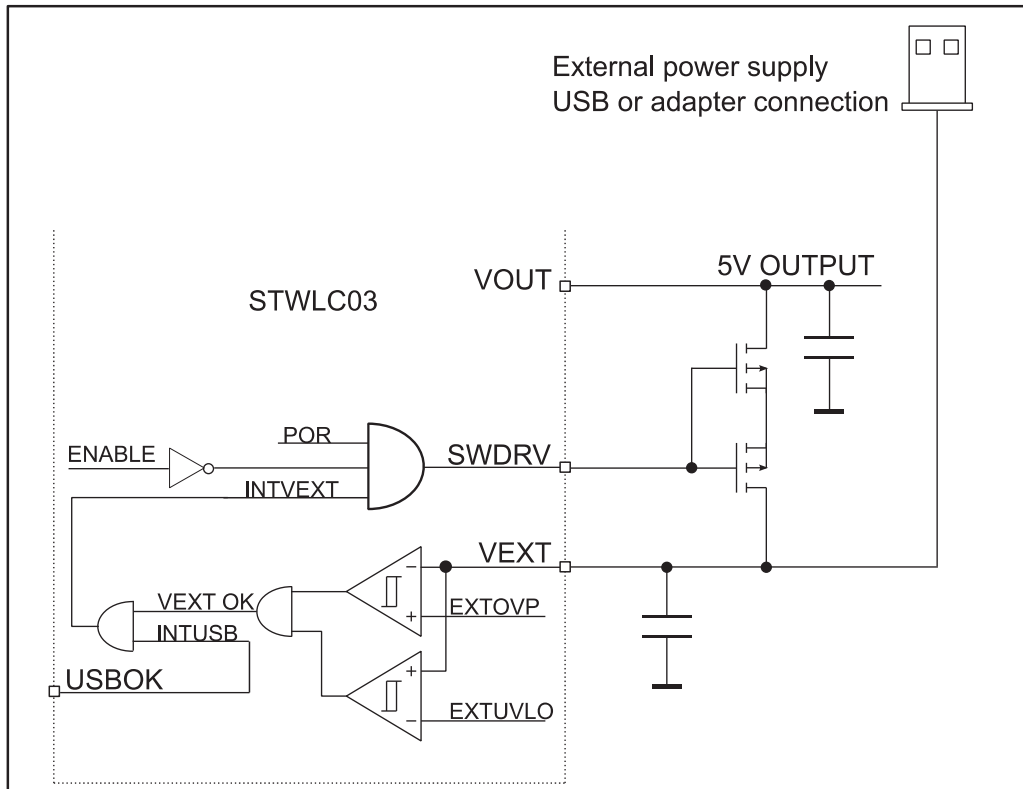 External power supply
USB or adapter connection
VOUT
5V OUTPUT
STWLC03
POR
ENABLE
SWDRV
INTVEXT
VEXT
VEXT OK
EXTOVP
INTUSB
USBOK
EXTUVLO
+
-
+
-